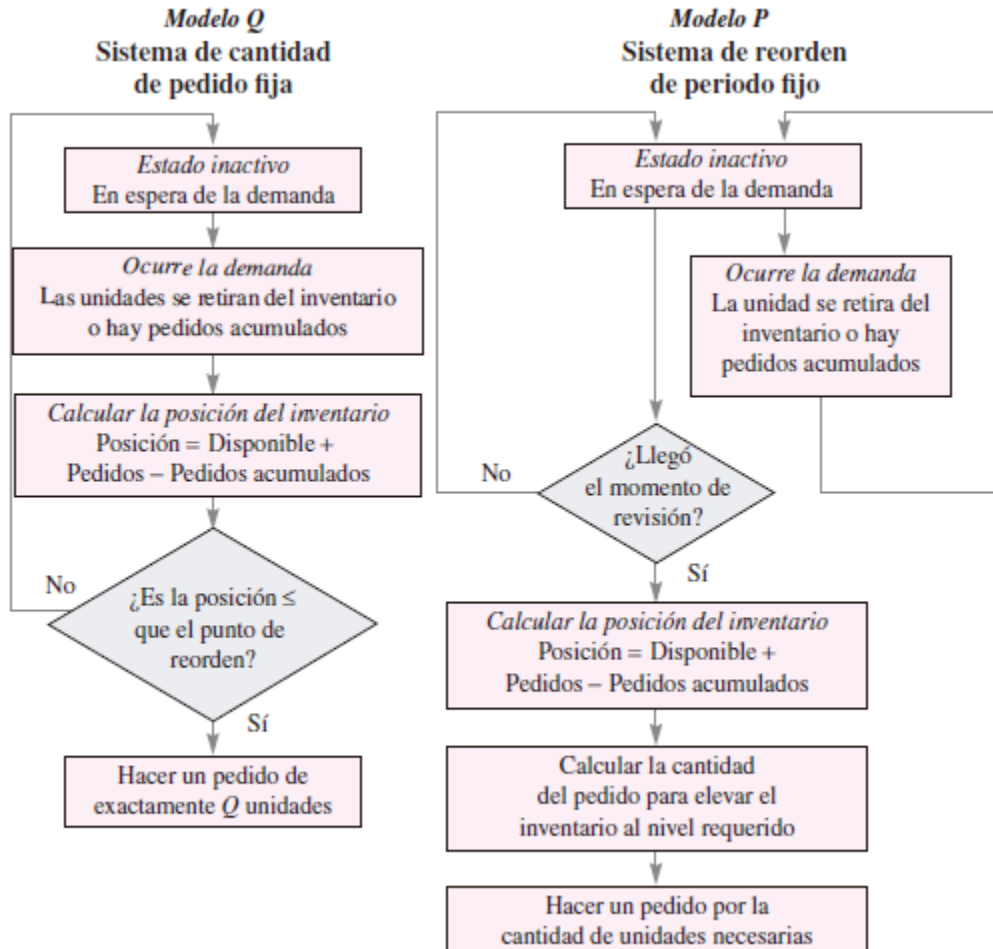 Modelo Q
Sistema de cantidad
de pedido fija
Estado inactivo
En espera de la demanda
Ocurre la demanda
Las unidades se retiran del inventario
o hay pedidos acumulados
Calcular la posición del inventario
Posición = Disponible +
Pedidos – Pedidos acumulados
No
¿Es la posición ≤
que el punto de
reorden?
Sí
Hacer un pedido de
exactamente Q unidades
Modelo P
Sistema de reorden
de periodo fijo
Estado inactivo
En espera de la demanda
Ocurre la demanda
La unidad se retira del
inventario o hay
pedidos acumulados
No
¿Llegó
el momento de
revisión?
Sí
Calcular la posición del inventario
Posición = Disponible +
Pedidos – Pedidos acumulados
Calcular la cantidad
del pedido para elevar el
inventario al nivel requerido
Hacer un pedido por la
cantidad de unidades necesarias